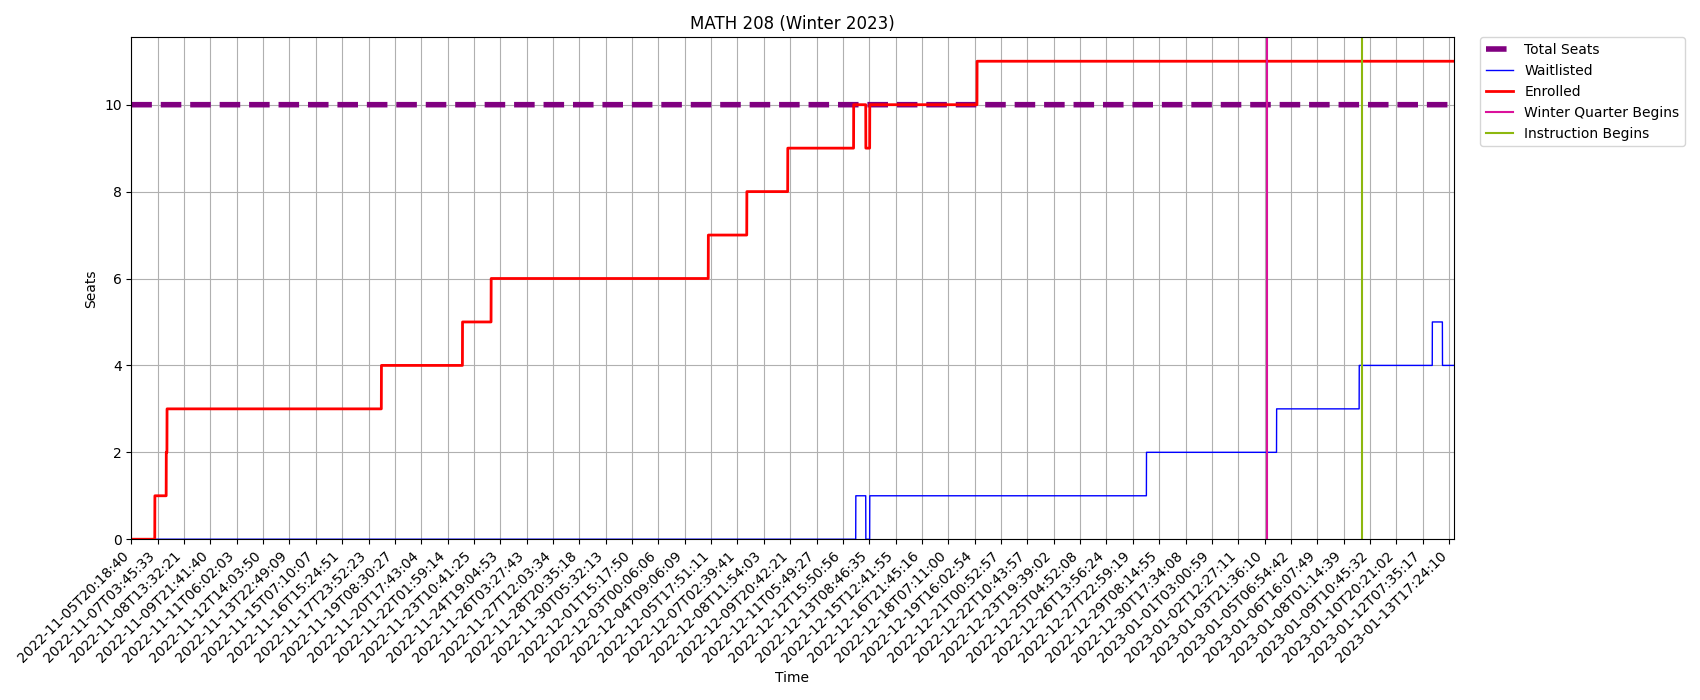 MATH 208 (Winter 2023)
Total Seats
Waitlisted
Enrolled
Winter Quarter Begins
Instruction Begins
Seats
10
8
6
4
2
0
2022-11-05T20:18:40
2022-11-07T03:45:33
2022-11-08T13:32:21
2022-11-09T21:41:40
2022-11-11T06:02:03
2022-11-12T14:03:50
2022-11-13T22:49:09
2022-11-15T07:10:07
2022-11-16T15:24:51
2022-11-17T23:52:23
2022-11-19T08:30:27
2022-11-20T17:43:04
2022-11-22T01:59:14
2022-11-23T10:41:25
2022-11-24T19:04:53
2022-11-26T03:27:43
2022-11-27T12:03:34
2022-11-28T20:35:18
2022-11-30T05:32:13
2022-12-01T15:17:50
2022-12-03T00:06:06
2022-12-04T09:06:09
2022-12-05T17:51:11
2022-12-07T02:39:41
2022-12-08T11:54:03
2022-12-09T20:42:21
2022-12-11T05:49:27
2022-12-12T15:50:56
2022-12-13T08:46:35
2022-12-15T12:41:55
2022-12-16T21:45:16
2022-12-18T07:11:00
2022-12-19T16:02:54
2022-12-21T00:52:57
2022-12-22T10:43:57
2022-12-23T19:39:02
2022-12-25T04:52:08
2022-12-26T13:56:24
2022-12-27T22:59:19
2022-12-29T08:14:55
2022-12-30T17:34:08
2023-01-01T03:00:59
2023-01-02T12:27:11
2023-01-03T21:36:10
2023-01-05T06:54:42
2023-01-06T16:07:49
2023-01-08T01:14:39
2023-01-09T10:45:32
2023-01-10T20:21:02
2023-01-12T07:35:17
2023-01-13T17:24:10
Time